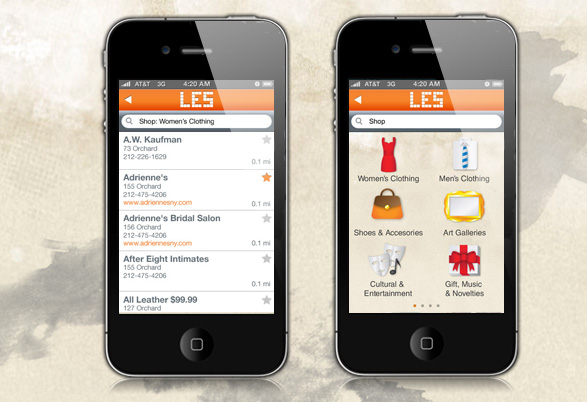 AT&T 3G 4:20 AM
LES
Shop: Women's Clothing
A.W. Kaufman
73 Orchard
212-226-1629
0.1 mi
Adrienne's
155 Orchard
212-475-4206
www.adriennesny.com
0.1 mi
Adrienne's Bridal Salon
156 Orchard
212-475-4206
www.adriennesny.com
0.1 mi
After Eight Intimates
155 Orchard
212-475-4206
0.1 mi
All Leather $99.99
127 Orchard
AT&T 3G 4:20 AM
LES
Shop
Women's Clothing
Men's Clothing
Shoes & Accesories
Art Galleries
Cultural &
Entertainment
Gift, Music
& Novelties